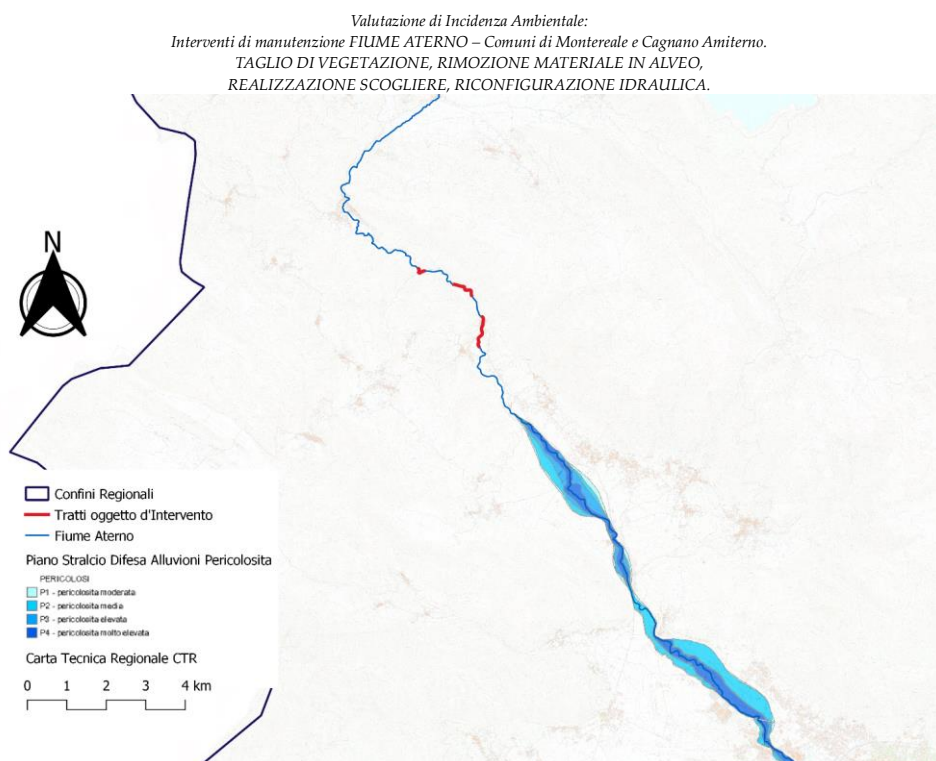 Valutazione di Incidenza Ambientale:
Interventi di manutenzione FIUME ATERNO – Comuni di Montereale e Cagnano Amiterno.
TAGLIO DI VEGETAZIONE, RIMOZIONE MATERIALE IN ALVEO,
REALIZZAZIONE SCOGLIERE, RICONFIGURAZIONE IDRAULICA.
N
Confini Regionali
Tratti oggetto d'Intervento
Fiume Aterno
Piano Stralcio Difesa Alluvioni Pericolosita
PERICOLOSI
P1 - pericolosita moderata
P2 - pericolosita media
P3 - pericolosita elevata
P4 - pericolosita molto elevata
Carta Tecnica Regionale CTR
0 1 2 3 4 km